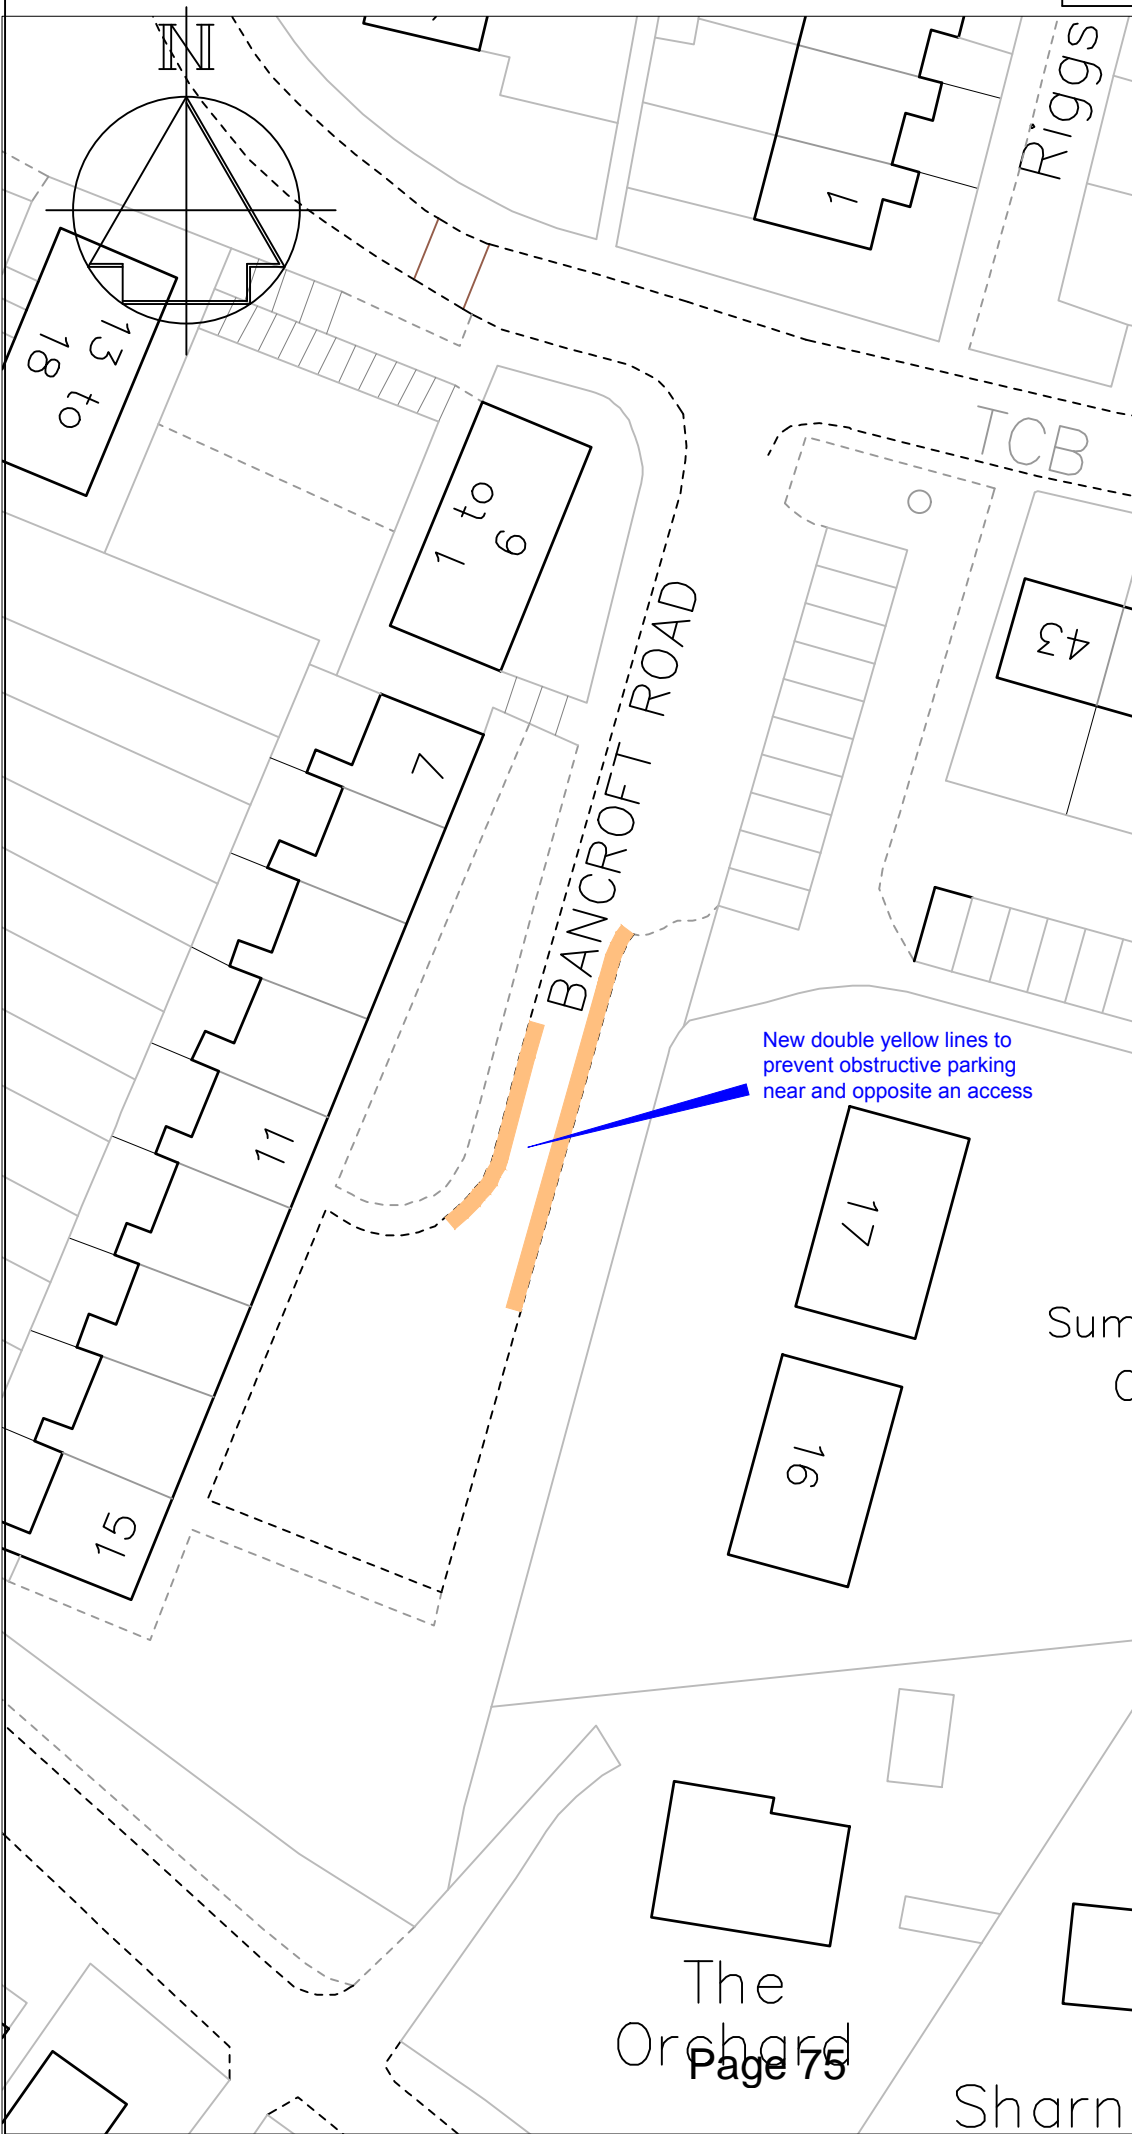 N
Riggs
1
13 to
18
TCB
1 to
6
43
BANCROFT ROAD
7
New double yellow lines to
prevent obstructive parking
near and opposite an access
11
17
Sum
16
15
The
Orchard
Page 75
Sharn